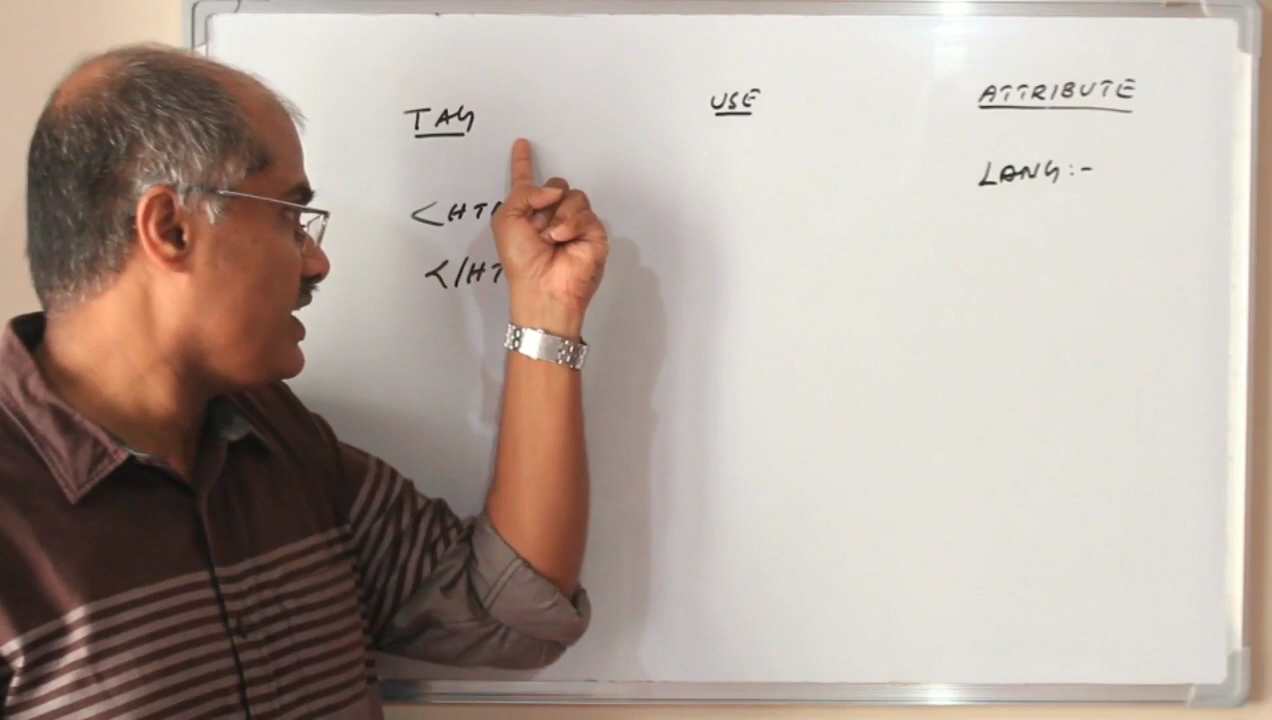 TAG USE ATTRIBUTE
LANG:-
<HT
</HT